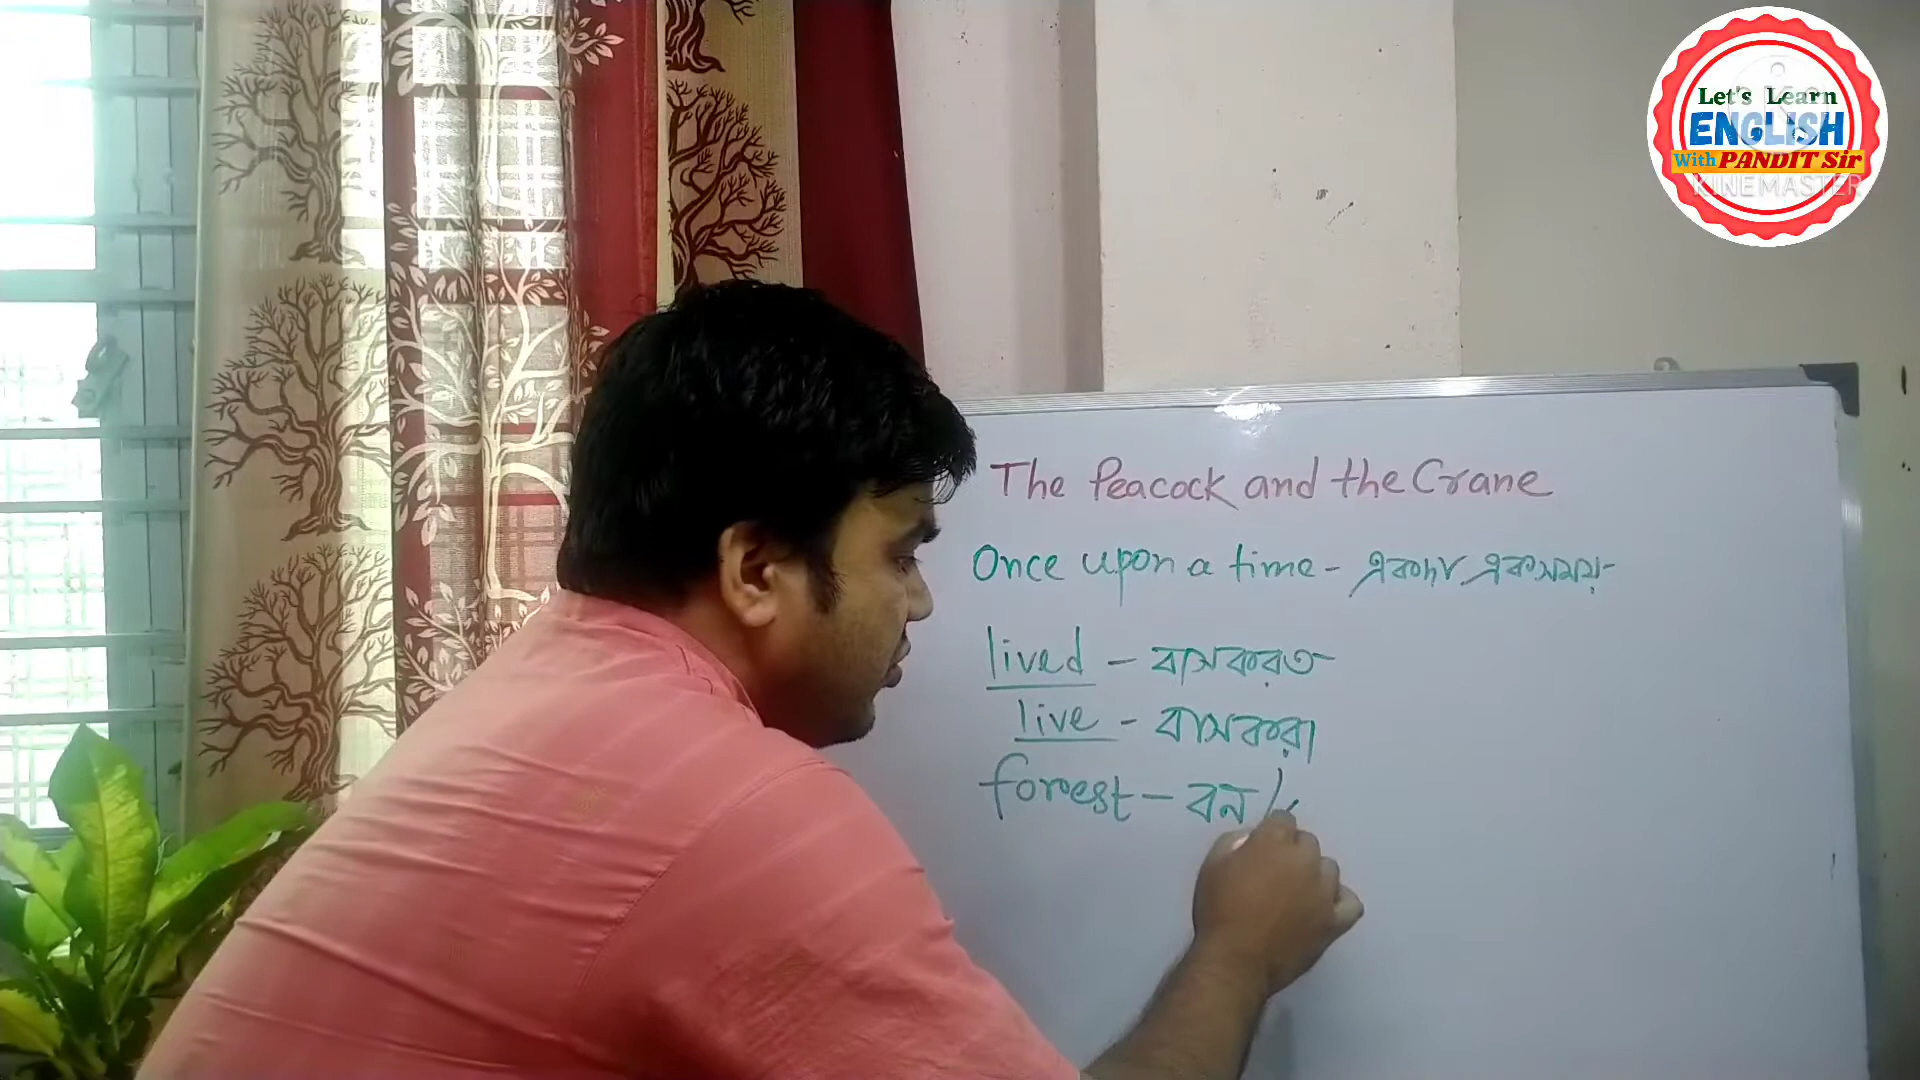 Let's Learn
ENGLISH
With PANDIT Sir
KINEMASTER
The Peacock and the Crane
Once upon a time - একদা একসময়
lived - বাস করত
live - বাস করা
forest - বন /